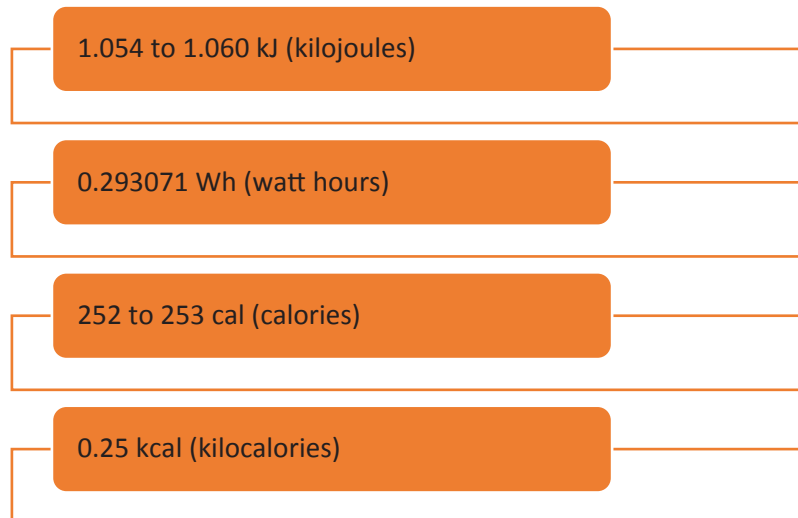 1.054 to 1.060 kJ (kilojoules)
0.293071 Wh (watt hours)
252 to 253 cal (calories)
0.25 kcal (kilocalories)